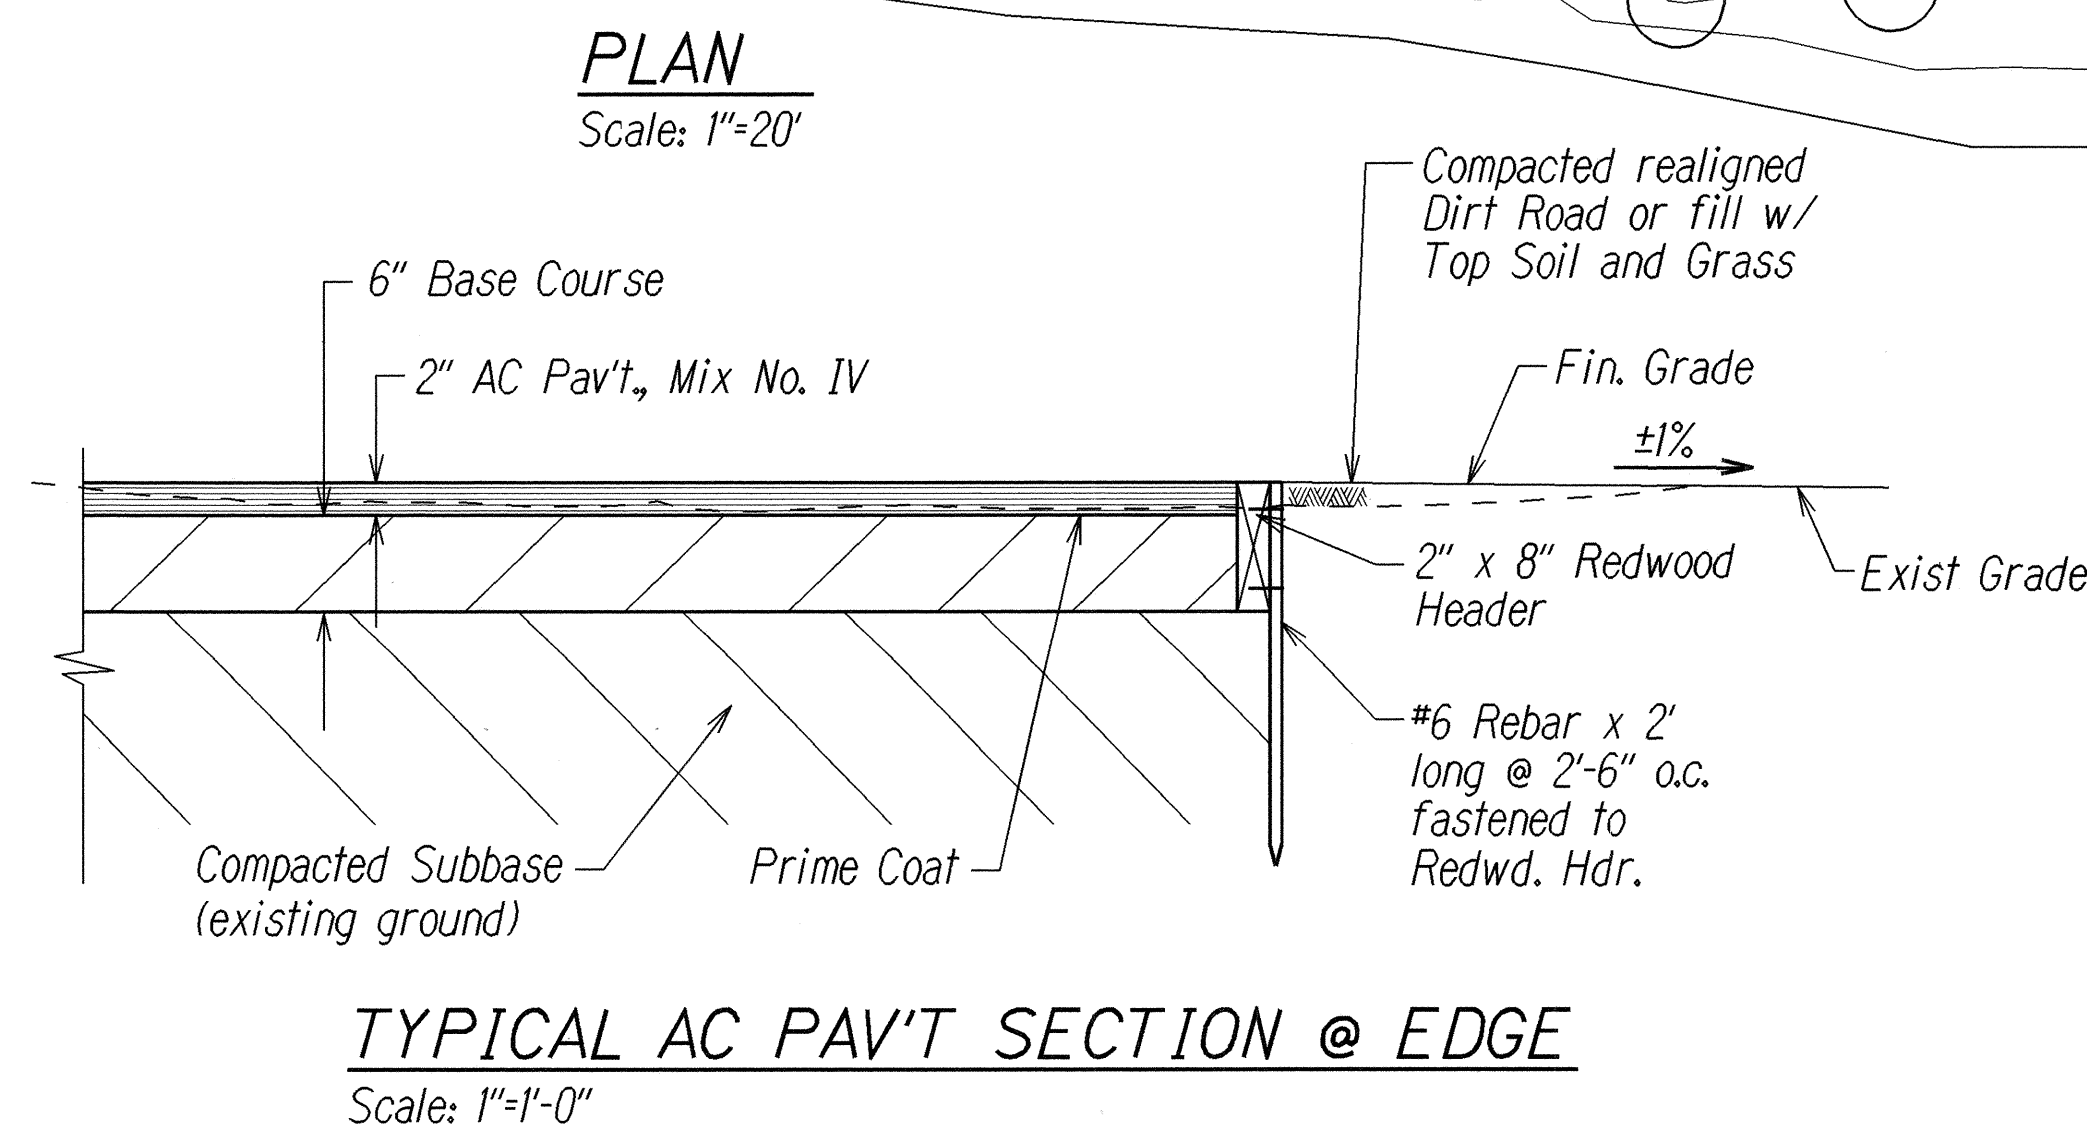 PLAN
Scale: 1"=20'
Compacted realigned
Dirt Road or fill w/
Top Soil and Grass
6" Base Course
2" AC Pav't., Mix No. IV
Fin. Grade
±1%
2" x 8" Redwood
Header
Exist Grade
#6 Rebar x 2'
long @ 2'-6" o.c.
fastened to
Redwd. Hdr.
Compacted Subbase
(existing ground)
Prime Coat
TYPICAL AC PAV'T SECTION @ EDGE
Scale: 1"=1'-0"